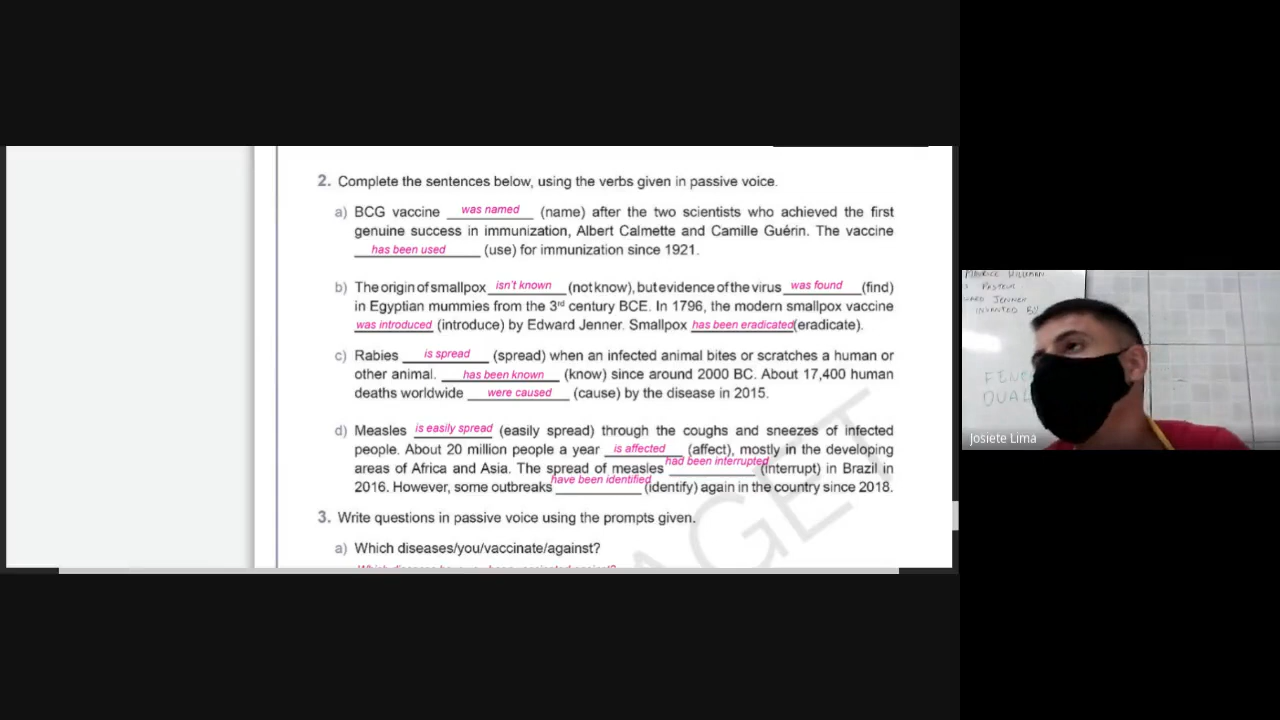 2. Complete the sentences below, using the verbs given in passive voice.
a) BCG vaccine was named (name) after the two scientists who achieved the first
genuine success in immunization, Albert Calmette and Camille Guérin. The vaccine
has been used (use) for immunization since 1921.
b) The origin of smallpox isn't known (not know), but evidence of the virus was found (find)
in Egyptian mummies from the 3rd century BCE. In 1796, the modern smallpox vaccine
was introduced (introduce) by Edward Jenner. Smallpox has been eradicated (eradicate).
c) Rabies is spread (spread) when an infected animal bites or scratches a human or
other animal. has been known (know) since around 2000 BC. About 17,400 human
deaths worldwide were caused (cause) by the disease in 2015.
d) Measles is easily spread (easily spread) through the coughs and sneezes of infected
people. About 20 million people a year is affected (affect), mostly in the developing
areas of Africa and Asia. The spread of measles had been interrupted (interrupt) in Brazil in
2016. However, some outbreaks have been identified (identify) again in the country since 2018.
3. Write questions in passive voice using the prompts given.
a) Which diseases/you/vaccinate/against?
AGET
MAURICE HILLEMAN
PASTEUR
JENNER
INVENTED BY
Josiete Lima